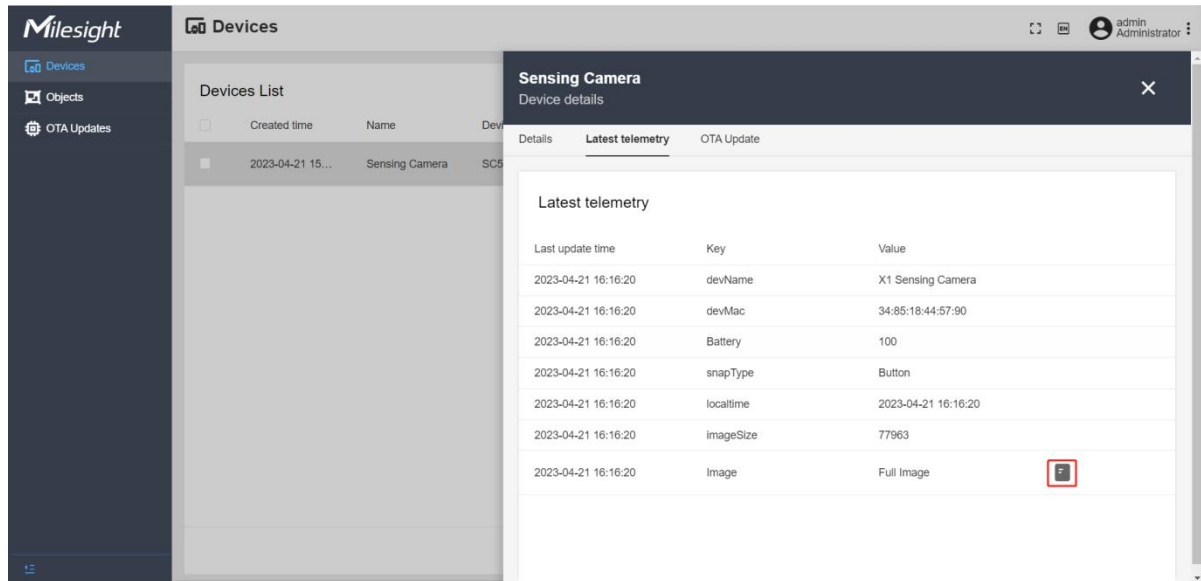 Milesight
Devices
EN
admin
Administrator
Devices
Objects
OTA Updates
Devices List
Created time Name Devi
2023-04-21 15... Sensing Camera SC5
Sensing Camera
Device details
Details Latest telemetry OTA Update
Latest telemetry
Last update time Key Value
2023-04-21 16:16:20 devName X1 Sensing Camera
2023-04-21 16:16:20 devMac 34:85:18:44:57:90
2023-04-21 16:16:20 Battery 100
2023-04-21 16:16:20 snapType Button
2023-04-21 16:16:20 localtime 2023-04-21 16:16:20
2023-04-21 16:16:20 imageSize 77963
2023-04-21 16:16:20 Image Full Image